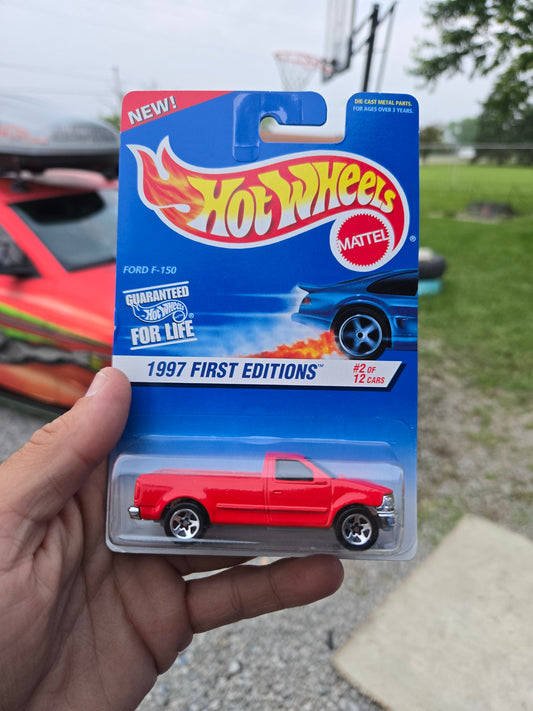 NEW!
DIE CAST METAL PARTS.
FOR AGES OVER 3 YEARS.
HOT WHEELS
MATTEL
®
FORD F-150
GUARANTEED
Hot Wheels®
FOR LIFE
1997 FIRST EDITIONS™
#2 OF
12 CARS